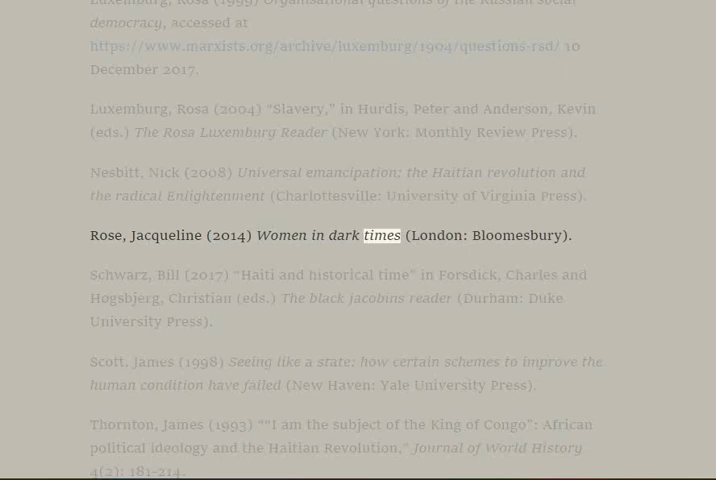 Luxemburg, Rosa (1999) Organisational questions of the Russian social
democracy, accessed at
https://www.marxists.org/archive/luxemburg/1904/questions-rsd/ 10
December 2017.
Luxemburg, Rosa (2004) “Slavery,” in Hurdis, Peter and Anderson, Kevin
(eds.) The Rosa Luxemburg Reader (New York: Monthly Review Press).
Nesbitt, Nick (2008) Universal emancipation: the Haitian revolution and
the radical Enlightenment (Charlottesville: University of Virginia Press).
Rose, Jacqueline (2014) Women in dark times (London: Bloomesbury).
Schwarz, Bill (2017) “Haiti and historical time” in Forsdick, Charles and
Høgsbjerg, Christian (eds.) The black jacobins reader (Durham: Duke
University Press).
Scott, James (1998) Seeing like a state: how certain schemes to improve the
human condition have failed (New Haven: Yale University Press).
Thornton, James (1993) ““I am the subject of the King of Congo”: African
political ideology and the Haitian Revolution,” Journal of World History
4(2): 181-214.